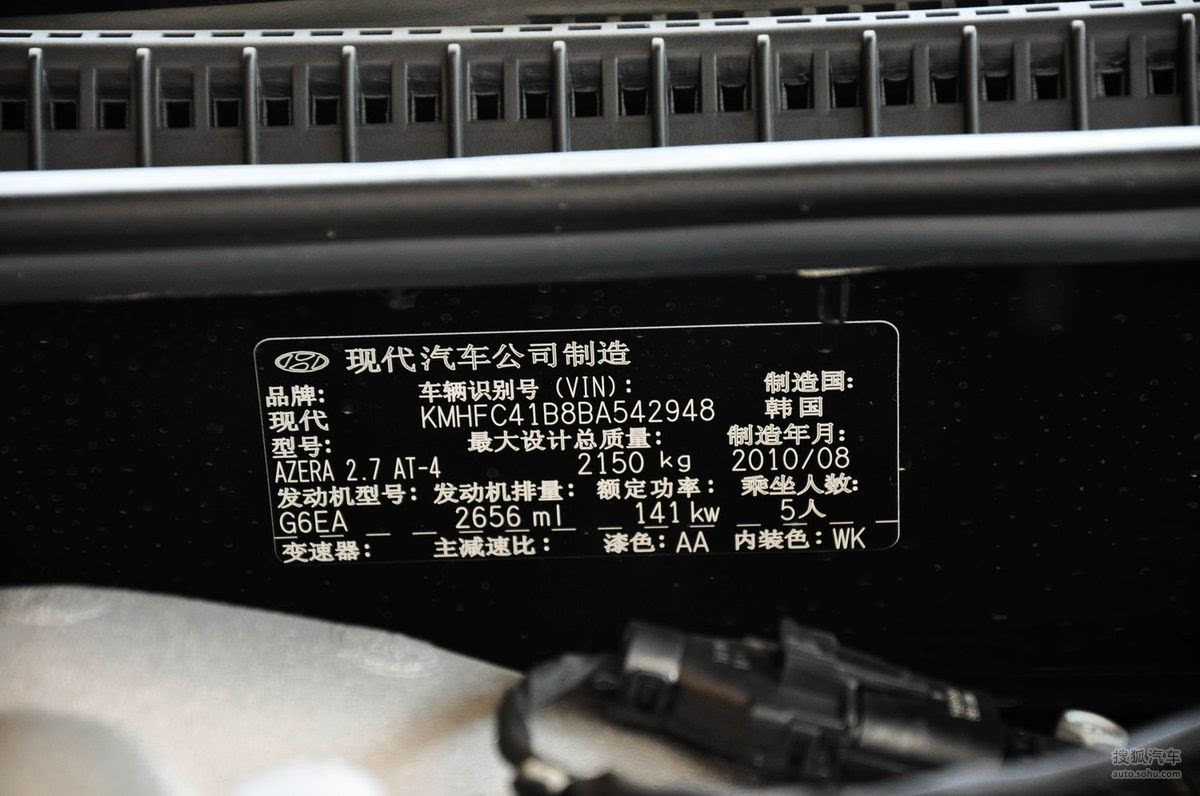 现代汽车公司制造
品牌: 车辆识别号 (VIN): 制造国:
现代 KMHFC41B8BA542948 韩国
型号: 最大设计总质量: 制造年月:
AZERA 2.7 AT-4 2150 kg 2010/08
发动机型号: 发动机排量: 额定功率: 乘坐人数:
G6EA 2656 ml 141 kw 5人
变速器: 主减速比: 漆色: AA 内装色: WK
搜狐汽车
auto.sohu.com